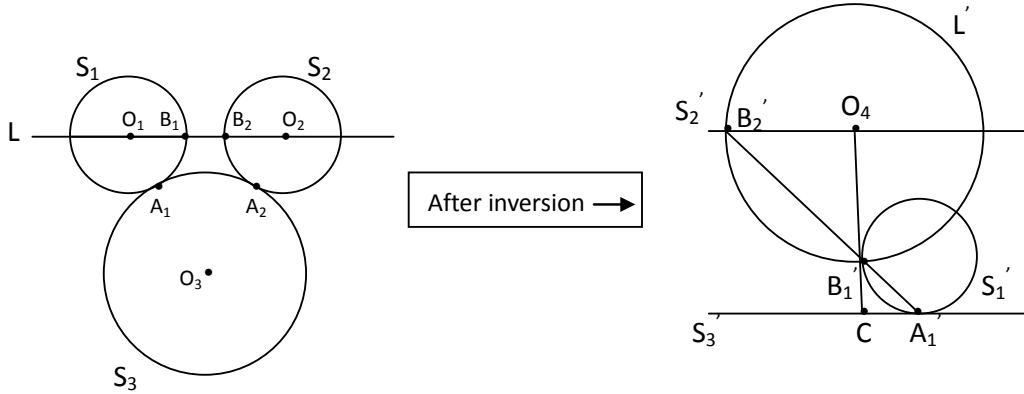 S₁
S₂
L
O₁
B₁
B₂
O₂
A₁
A₂
O₃
S₃
After inversion →
L′
S₂′
B₂′
O₄
B₁′
S₁′
S₃′
C
A₁′